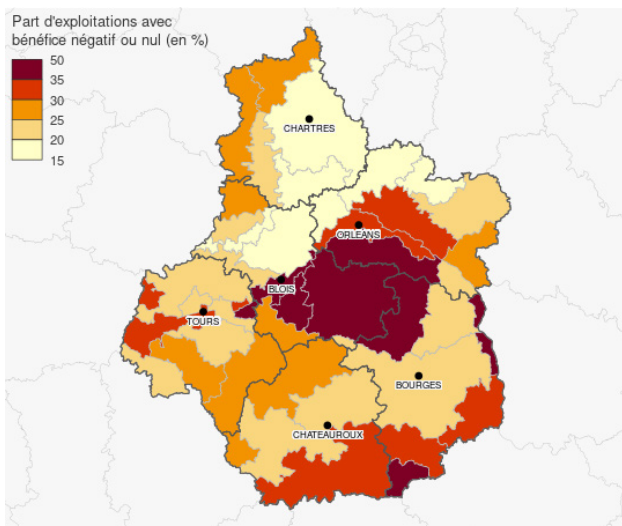 Part d'exploitations avec
bénéfice négatif ou nul (en %)
50
35
30
25
20
15
CHARTRES
ORLEANS
BLOIS
TOURS
BOURGES
CHATEAUROUX